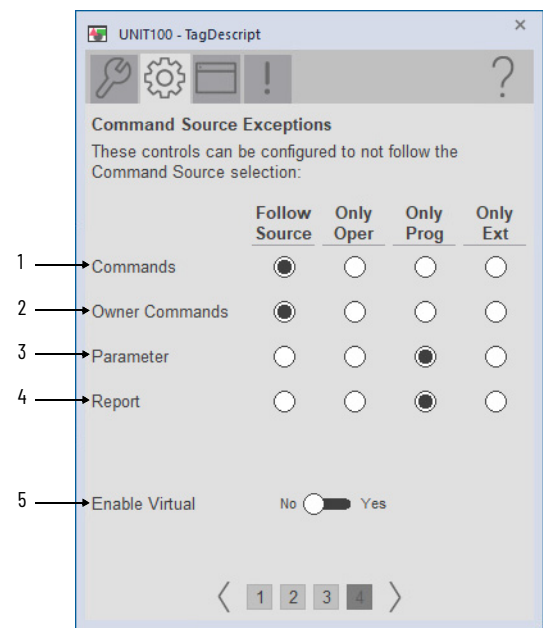 UNIT100 - TagDescript
×
!
?
Command Source Exceptions
These controls can be configured to not follow the
Command Source selection:
Follow Source
Only Oper
Only Prog
Only Ext
1
Commands
2
Owner Commands
3
Parameter
4
Report
5
Enable Virtual No Yes
1 2 3 4